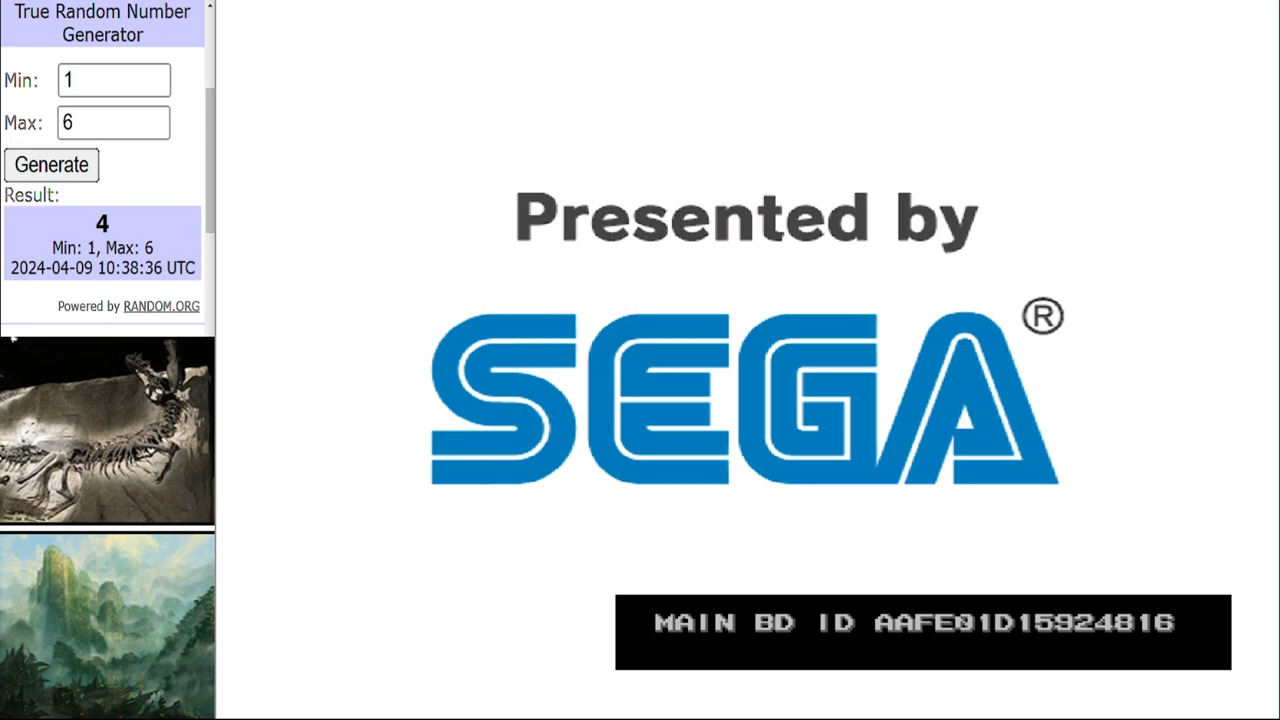 True Random Number
Generator
Min: 1
Max: 6
Generate
Result:
4
Min: 1, Max: 6
2024-04-09 10:38:36 UTC
Powered by RANDOM.ORG
Presented by
SEGA®
MAIN BD ID AAFE01D15924816